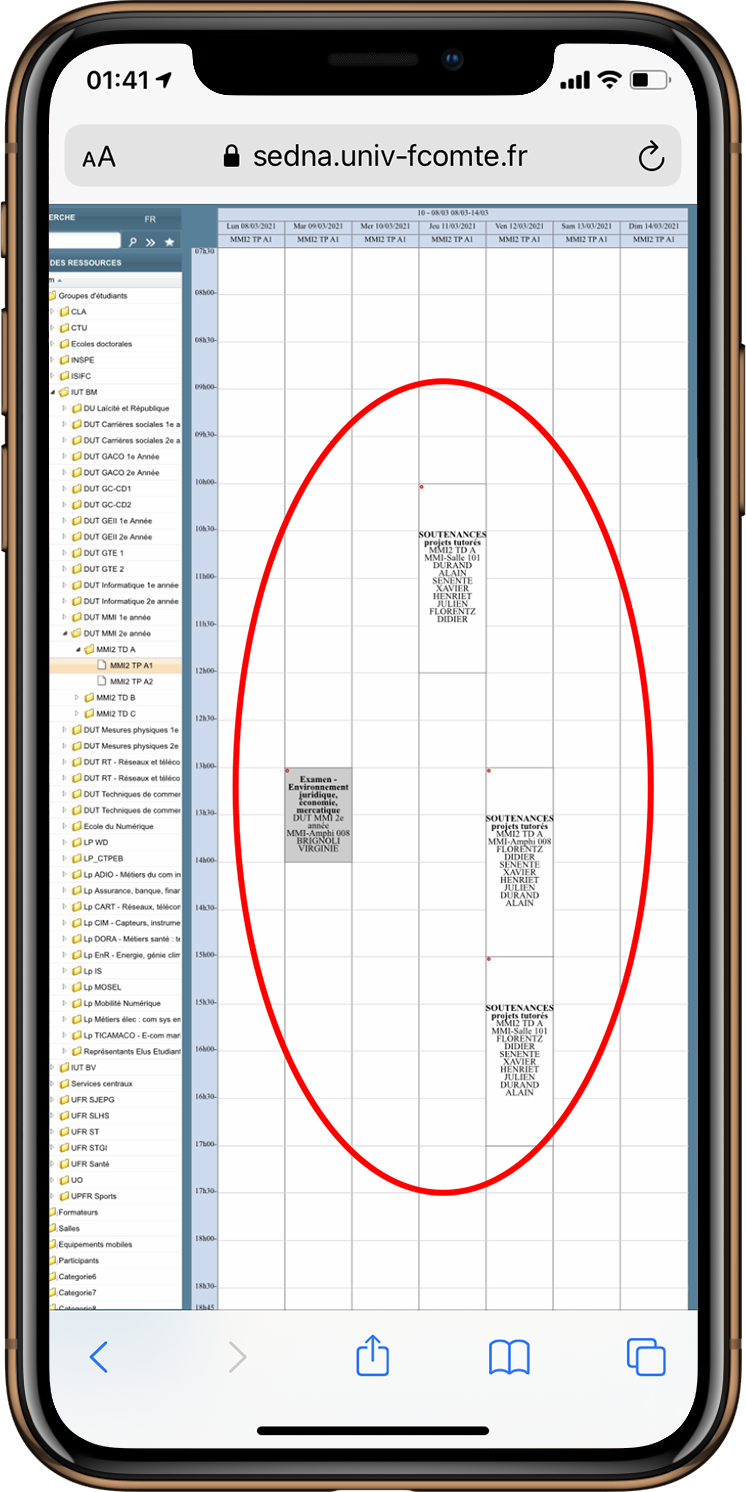 01:41
AA
sedna.univ-fcomte.fr
ERCHE
FR
DES RESSOURCES
m
Groupes d'étudiants
CLA
CTU
Ecoles doctorales
INSPE
ISIFC
IUT BM
DU Laïcité et République
DUT Carrières sociales 1e a
DUT Carrières sociales 2e a
DUT GACO 1e Année
DUT GACO 2e Année
DUT GC-CD1
DUT GC-CD2
DUT GEII 1e Année
DUT GEII 2e Année
DUT GTE 1
DUT GTE 2
DUT Informatique 1e année
DUT Informatique 2e année
DUT MMI 1e année
DUT MMI 2e année
MMI2 TD A
MMI2 TP A1
MMI2 TP A2
MMI2 TD B
MMI2 TD C
DUT Mesures physiques 1e
DUT Mesures physiques 2e
DUT RT - Réseaux et téléco
DUT RT - Réseaux et téléco
DUT Techniques de commer
DUT Techniques de commer
Ecole du Numérique
LP WD
LP_CTPEB
Lp ADIO - Métiers du com in
Lp Assurance, banque, finan
Lp CART - Réseaux, télécom
Lp CIM - Capteurs, instrume
Lp DORA - Métiers santé : te
Lp EnR - Energie, génie clim
Lp IS
Lp MOSEL
Lp Mobilité Numérique
Lp Métiers élec : com sys em
Lp TICAMACO - E-com mar
Représentants Elus Etudiant
IUT BV
Services centraux
UFR SJEPG
UFR SLHS
UFR ST
UFR STGI
UFR Santé
UO
UPFR Sports
Formateurs
Salles
Equipements mobiles
Participants
Categorie6
Categorie7
Categorie8
10 - 08/03 08/03-14/03
Lun 08/03/2021 Mar 09/03/2021 Mer 10/03/2021 Jeu 11/03/2021 Ven 12/03/2021 Sam 13/03/2021 Dim 14/03/2021
MMI2 TP A1 MMI2 TP A1 MMI2 TP A1 MMI2 TP A1 MMI2 TP A1 MMI2 TP A1 MMI2 TP A1
07h30
08h00
08h30
09h00
09h30
10h00
10h30
11h00
11h30
12h00
12h30
13h00
13h30
14h00
14h30
15h00
15h30
16h00
16h30
17h00
17h30
18h00
18h30
18h45
Examen -
Environnement
juridique,
économie,
mercatique
DUT MMI 2e
année
MMI-Amphi 008
BRIGNOLI
VIRGINIE
SOUTENANCES
projets tutorés
MMI2 TD A
MMI-Salle 101
DURAND
ALAIN
SENENTE
XAVIER
HENRIET
JULIEN
FLORENTZ
DIDIER
SOUTENANCES
projets tutorés
MMI2 TD A
MMI-Amphi 008
FLORENTZ
DIDIER
SENENTE
XAVIER
HENRIET
JULIEN
DURAND
ALAIN
SOUTENANCES
projets tutorés
MMI2 TD A
MMI-Salle 101
FLORENTZ
DIDIER
SENENTE
XAVIER
HENRIET
JULIEN
DURAND
ALAIN